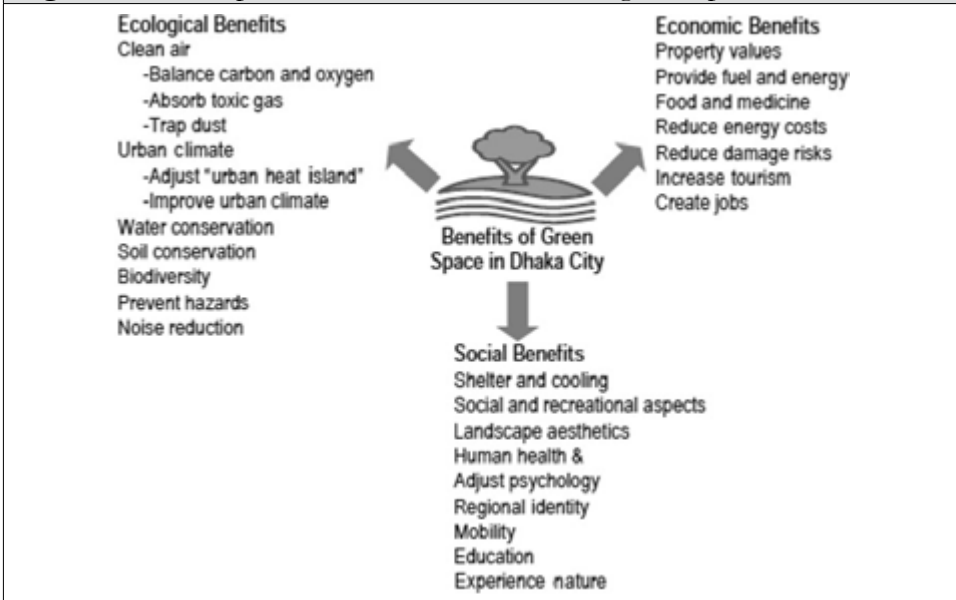 Ecological Benefits
Clean air
-Balance carbon and oxygen
-Absorb toxic gas
-Trap dust
Urban climate
-Adjust "urban heat island"
-Improve urban climate
Water conservation
Soil conservation
Biodiversity
Prevent hazards
Noise reduction
Economic Benefits
Property values
Provide fuel and energy
Food and medicine
Reduce energy costs
Reduce damage risks
Increase tourism
Create jobs
Benefits of Green
Space in Dhaka City
Social Benefits
Shelter and cooling
Social and recreational aspects
Landscape aesthetics
Human health &
Adjust psychology
Regional identity
Mobility
Education
Experience nature